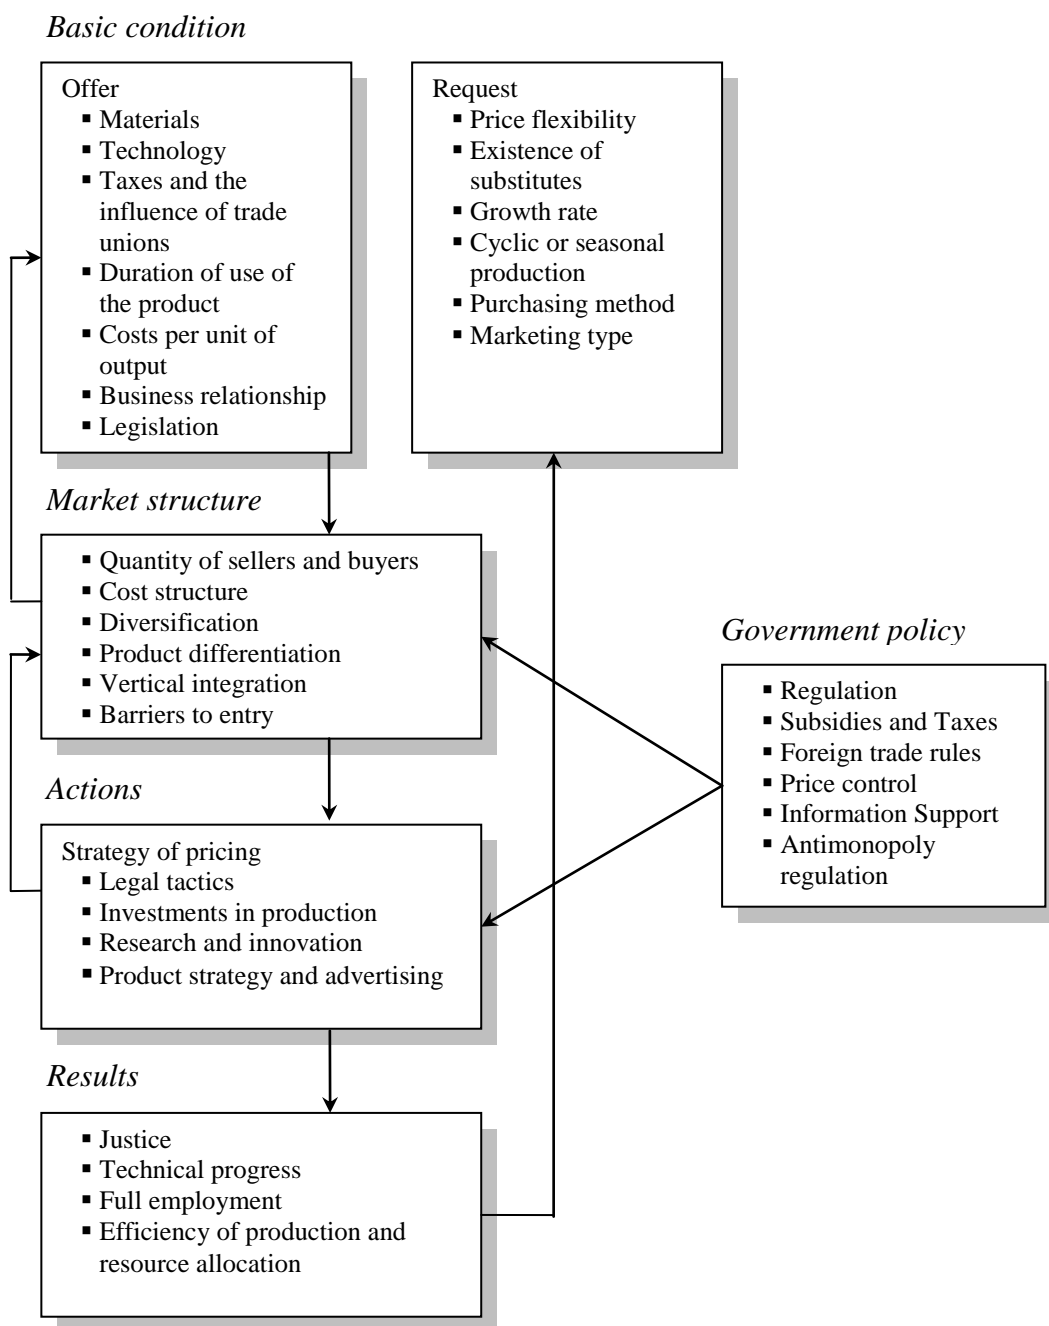 Basic condition
Offer
▪ Materials
▪ Technology
▪ Taxes and the
influence of trade
unions
▪ Duration of use of
the product
▪ Costs per unit of
output
▪ Business relationship
▪ Legislation
Request
▪ Price flexibility
▪ Existence of
substitutes
▪ Growth rate
▪ Cyclic or seasonal
production
▪ Purchasing method
▪ Marketing type
Market structure
▪ Quantity of sellers and buyers
▪ Cost structure
▪ Diversification
▪ Product differentiation
▪ Vertical integration
▪ Barriers to entry
Government policy
▪ Regulation
▪ Subsidies and Taxes
▪ Foreign trade rules
▪ Price control
▪ Information Support
▪ Antimonopoly
regulation
Actions
Strategy of pricing
▪ Legal tactics
▪ Investments in production
▪ Research and innovation
▪ Product strategy and advertising
Results
▪ Justice
▪ Technical progress
▪ Full employment
▪ Efficiency of production and
resource allocation